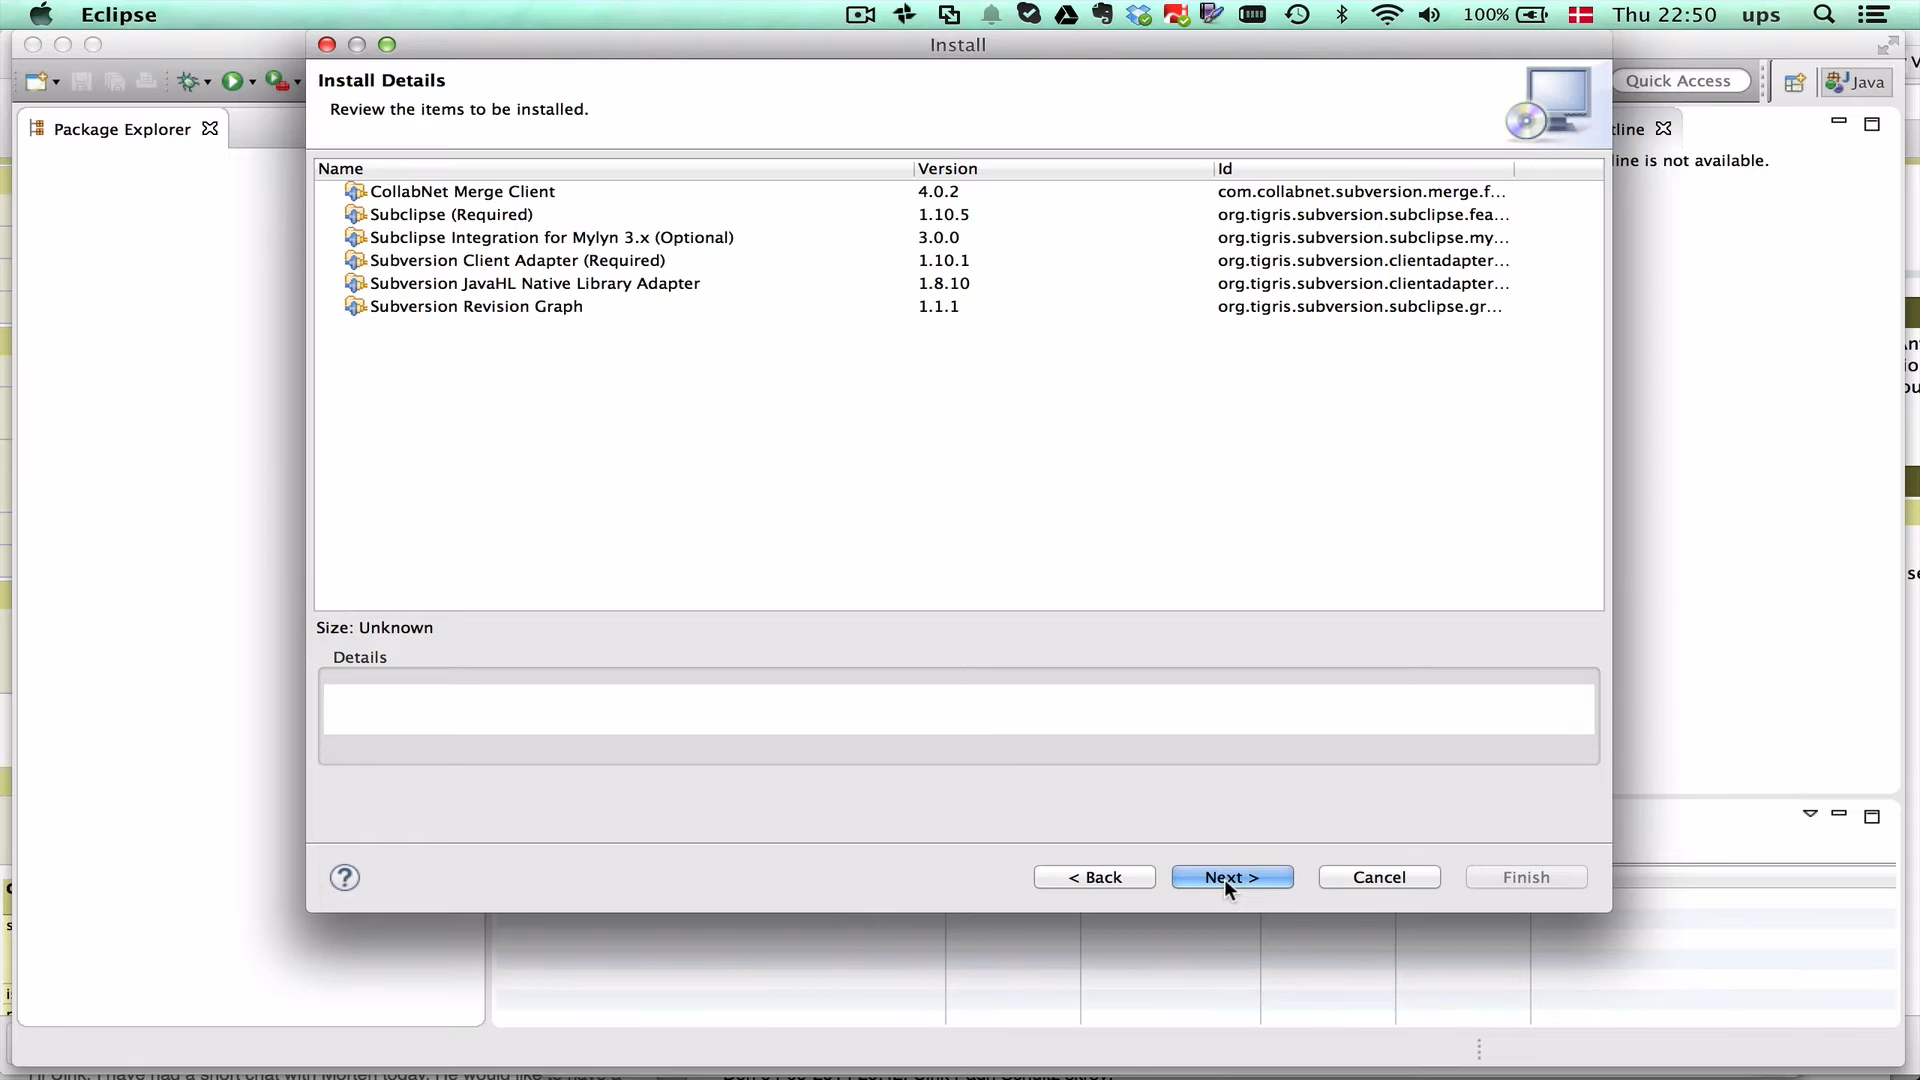 Eclipse
100%
Thu 22:50 ups
Install
Install Details
Review the items to be installed.
Quick Access
Java
Package Explorer
tline
line is not available.
Name Version Id
CollabNet Merge Client 4.0.2 com.collabnet.subversion.merge.f...
Subclipse (Required) 1.10.5 org.tigris.subversion.subclipse.fea...
Subclipse Integration for Mylyn 3.x (Optional) 3.0.0 org.tigris.subversion.subclipse.my...
Subversion Client Adapter (Required) 1.10.1 org.tigris.subversion.clientadapter...
Subversion JavaHL Native Library Adapter 1.8.10 org.tigris.subversion.clientadapter...
Subversion Revision Graph 1.1.1 org.tigris.subversion.subclipse.gr...
Size: Unknown
Details
?
< Back
Next >
Cancel
Finish